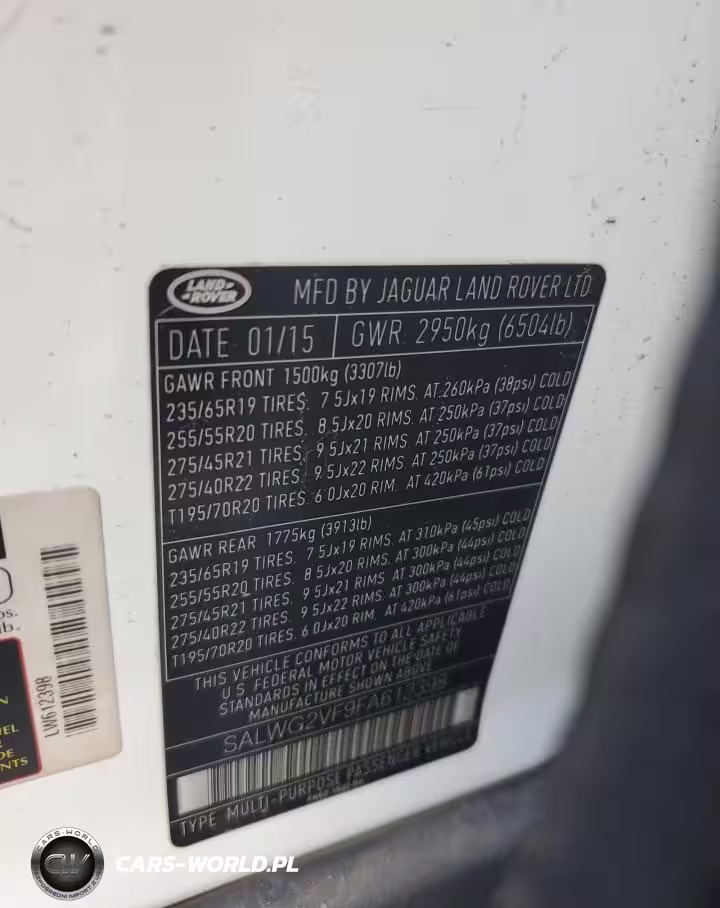 LAND-
-ROVER
MFD BY JAGUAR LAND ROVER LTD.
DATE 01/15
GWR. 2950kg (6504lb)
GAWR FRONT 1500kg (3307lb)
235/65R19 TIRES. 7 5Jx19 RIMS. AT 260kPa (38psi) COLD
255/55R20 TIRES. 8 5Jx20 RIMS. AT 250kPa (37psi) COLD
275/45R21 TIRES. 9 5Jx21 RIMS. AT 250kPa (37psi) COLD
275/40R22 TIRES. 9 5Jx22 RIMS. AT 250kPa (37psi) COLD
T195/70R20 TIRES. 6 0Jx20 RIM. AT 420kPa (61psi) COLD
GAWR REAR 1775kg (3913lb)
235/65R19 TIRES. 7 5Jx19 RIMS. AT 310kPa (45psi) COLD
255/55R20 TIRES. 8 5Jx20 RIMS. AT 300kPa (44psi) COLD
275/45R21 TIRES. 9 5Jx21 RIMS. AT 300kPa (44psi) COLD
275/40R22 TIRES. 9 5Jx22 RIMS. AT 300kPa (44psi) COLD
T195/70R20 TIRES. 6 0Jx20 RIM. AT 420kPa (61psi) COLD
THIS VEHICLE CONFORMS TO ALL APPLICABLE
U S FEDERAL MOTOR VEHICLE SAFETY
STANDARDS IN EFFECT ON THE DATE OF
MANUFACTURE SHOWN ABOVE
TYPE MULTI-PURPOSE PASSENGER
LW612398
lb.
CARS-WORLD
CW
CARS-WORLD.PL